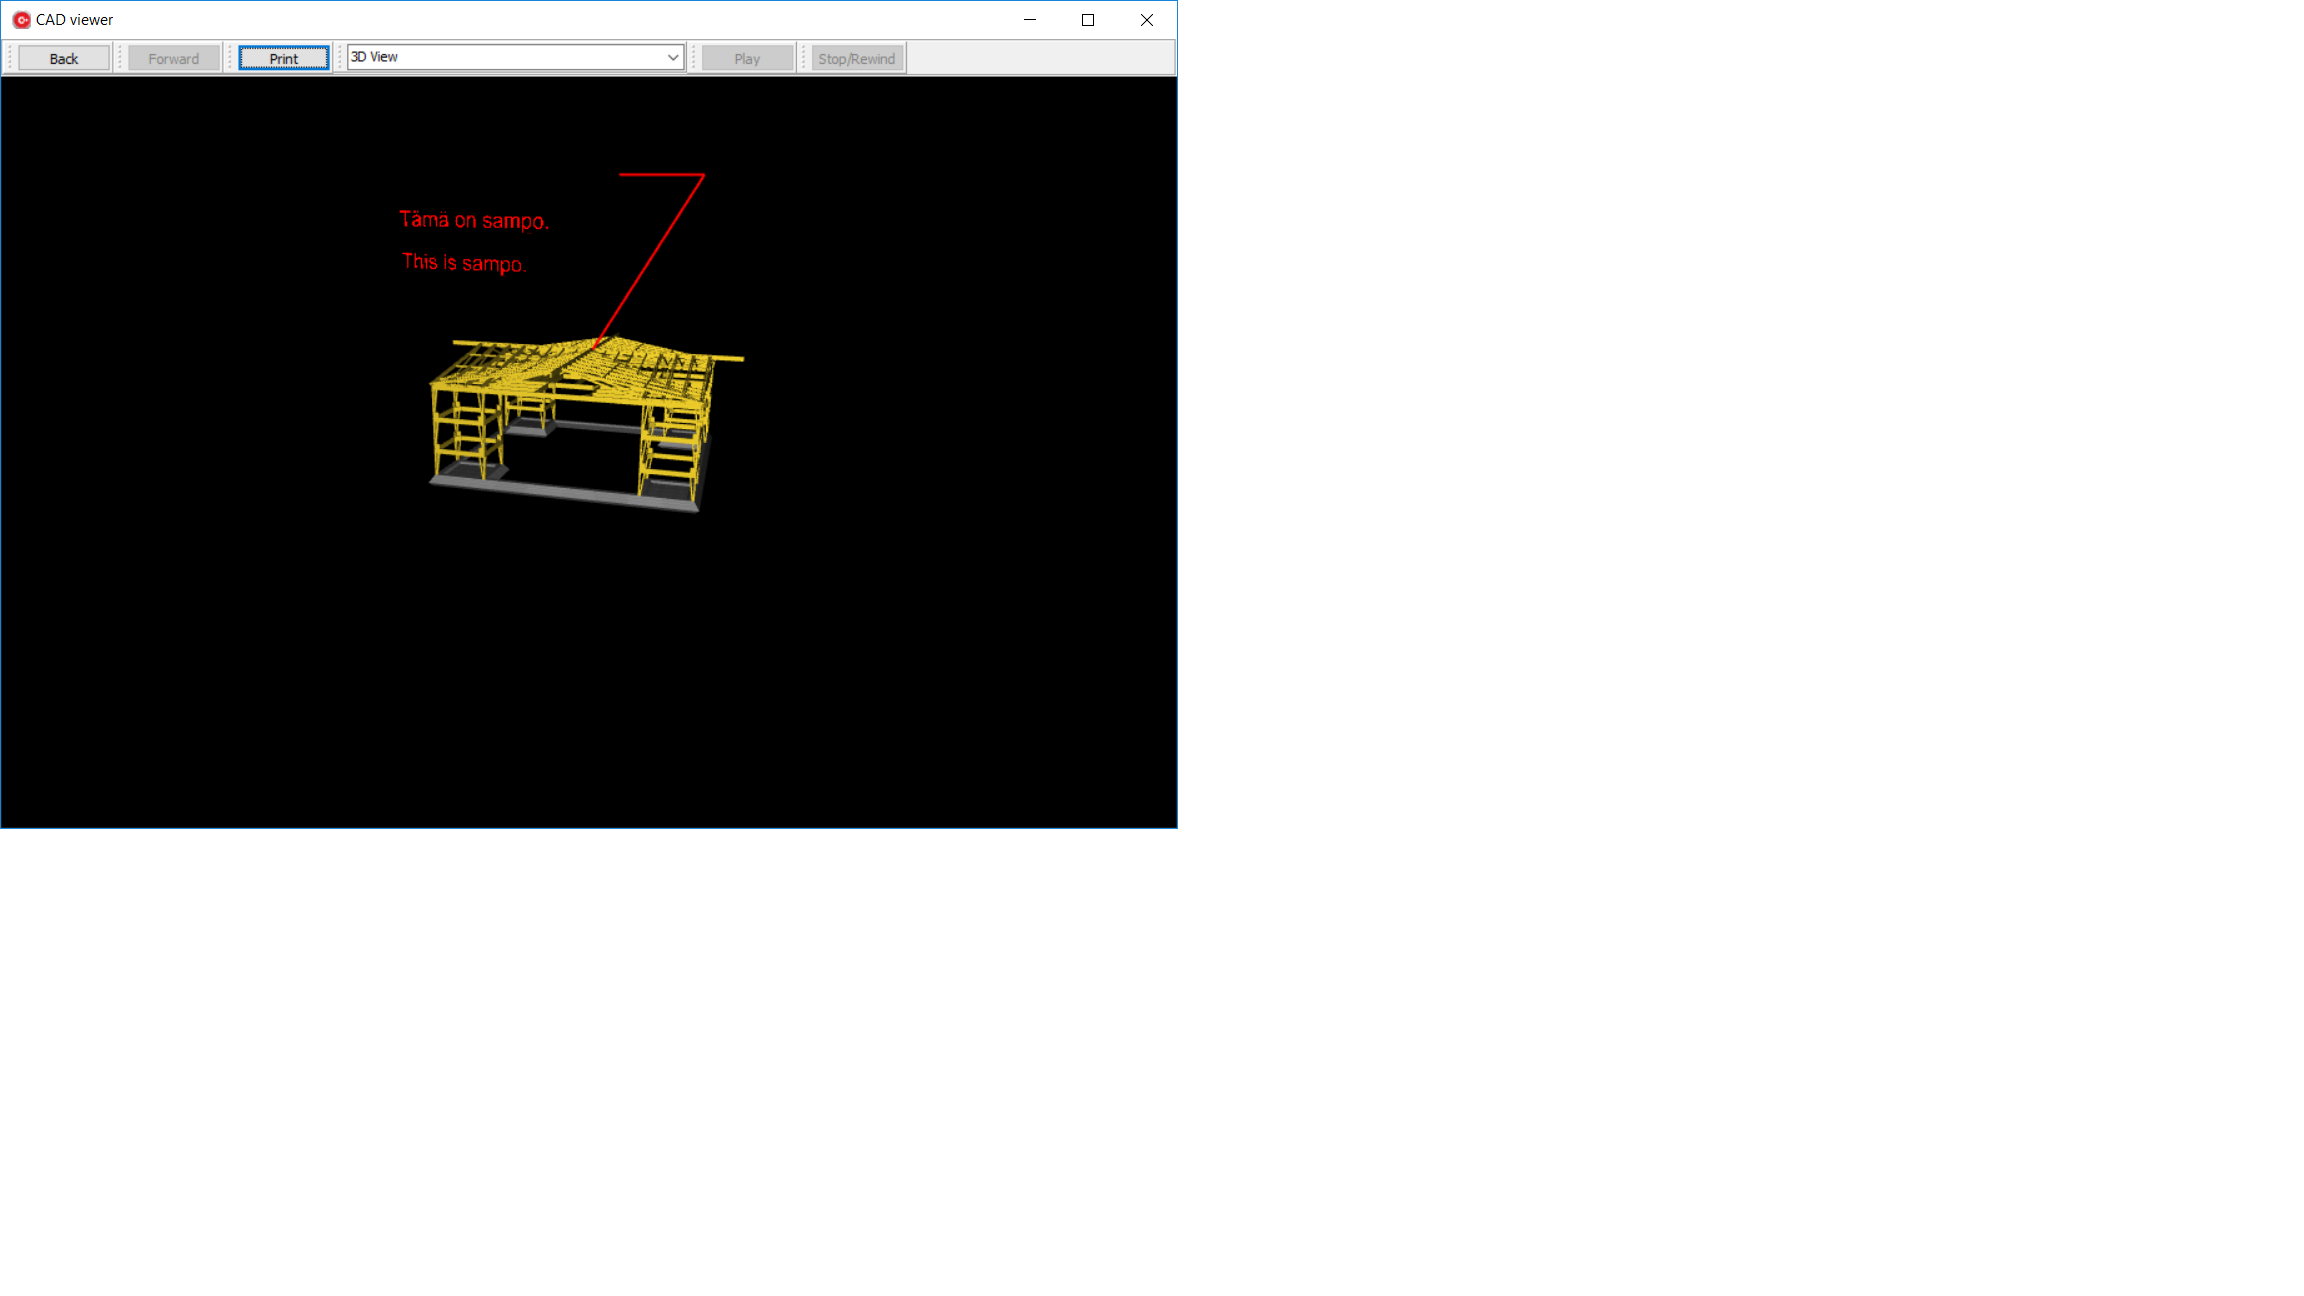 CAD viewer
Back
Forward
Print
3D View
Play
Stop/Rewind
Tämä on sampo.
This is sampo.